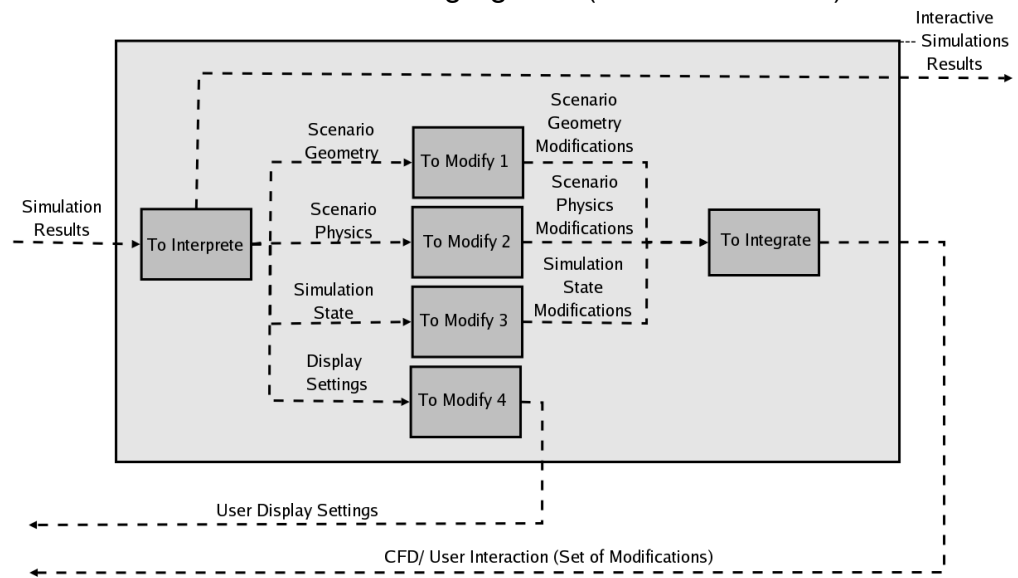 Interactive
Simulations
Results
Scenario
Geometry
Modifications
Scenario
Geometry
To Modify 1
Simulation
Results
To Interprete
Scenario
Physics
To Modify 2
Scenario
Physics
Modifications
To Integrate
Simulation
State
To Modify 3
Simulation
State
Modifications
Display
Settings
To Modify 4
User Display Settings
CFD/ User Interaction (Set of Modifications)